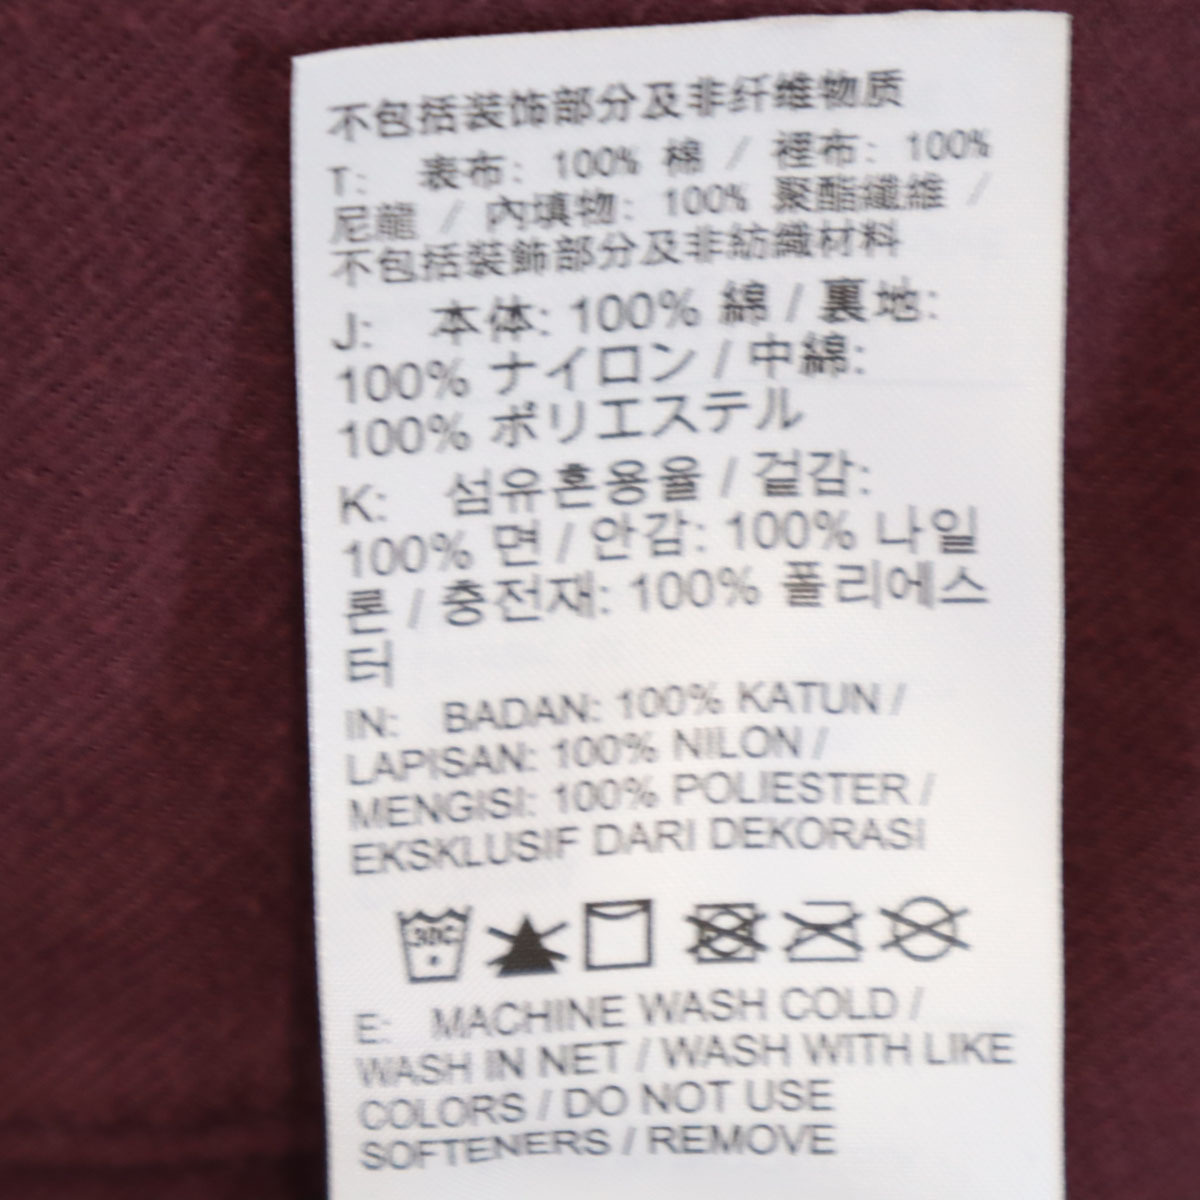 不包括装饰部分及非纤维物质
T: 表布: 100% 棉 / 裡布: 100%
尼龍 / 內填物: 100% 聚酯纖維 /
不包括裝飾部分及非紡織材料
J: 本体: 100% 綿 / 裏地:
100% ナイロン / 中綿:
100% ポリエステル
K: 섬유혼용율 / 겉감:
100% 면 / 안감: 100% 나일
론 / 충전재: 100% 폴리에스
터
IN: BADAN: 100% KATUN /
LAPISAN: 100% NILON /
MENGISI: 100% POLIESTER /
EKSKLUSIF DARI DEKORASI
30C
E: MACHINE WASH COLD /
WASH IN NET / WASH WITH LIKE
COLORS / DO NOT USE
SOFTENERS / REMOVE